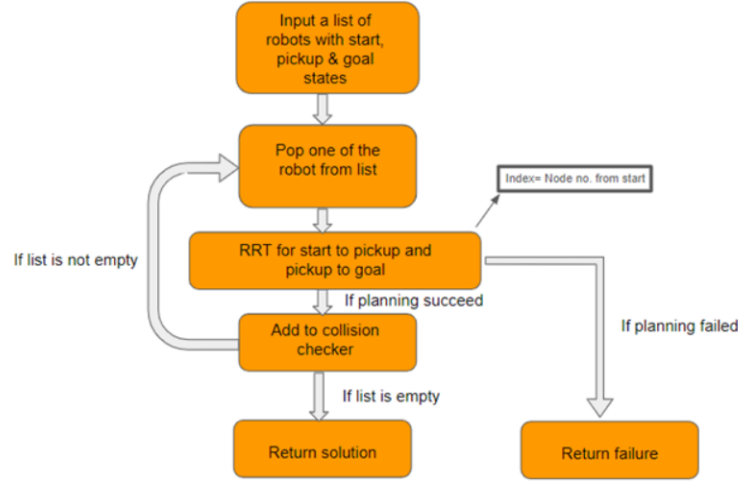 Input a list of
robots with start,
pickup & goal
states
Pop one of the
robot from list
Index= Node no. from start
RRT for start to pickup and
pickup to goal
If list is not empty
If planning succeed
If planning failed
Add to collision
checker
If list is empty
Return solution
Return failure